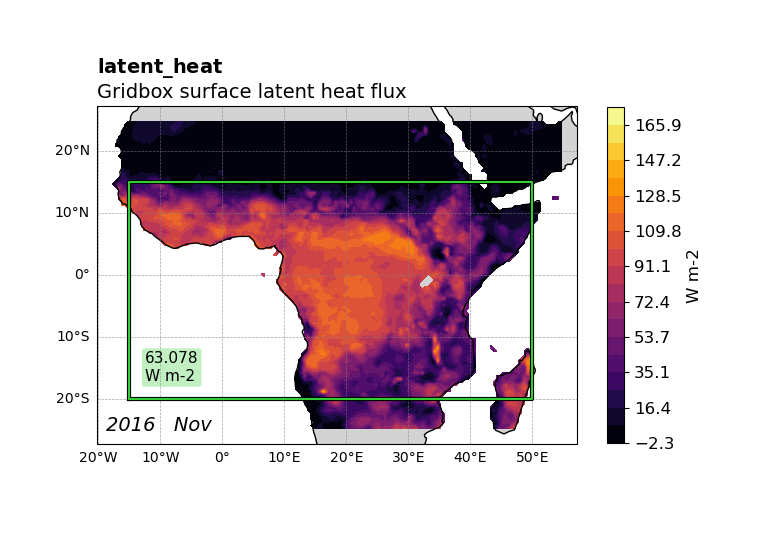 latent_heat
Gridbox surface latent heat flux
20°N
10°N
0°
10°S
20°S
63.078
W m-2
2016 Nov
20°W 10°W 0° 10°E 20°E 30°E 40°E 50°E
165.9
147.2
128.5
109.8
91.1
72.4
53.7
35.1
16.4
−2.3
W m-2